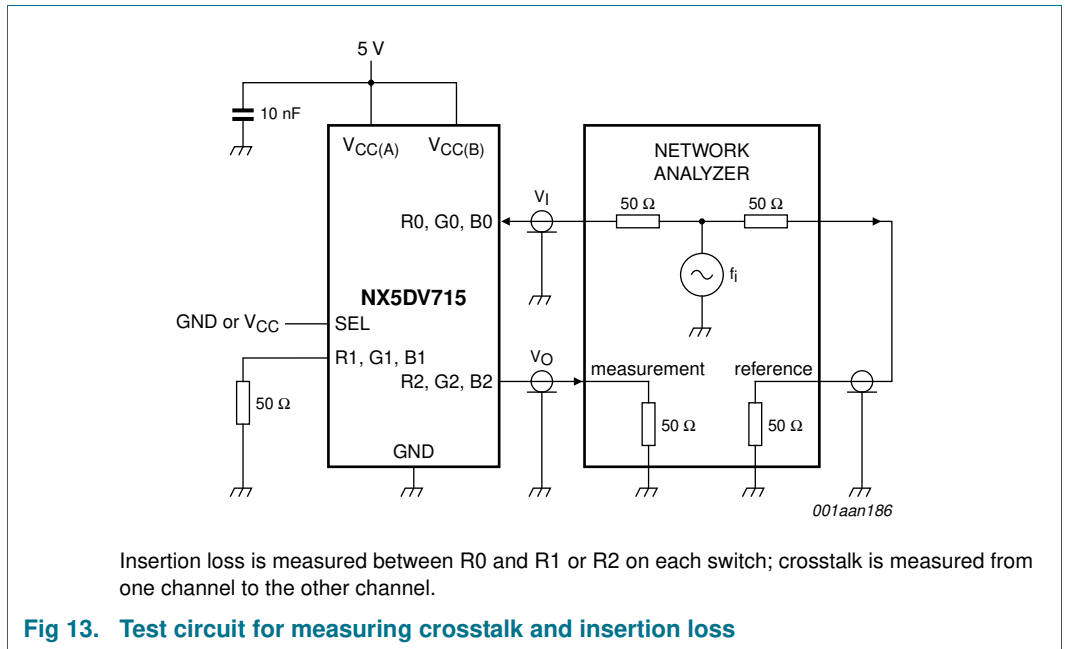 5 V
10 nF
VCC(A) VCC(B)
NETWORK
ANALYZER
VI
50 Ω 50 Ω
R0, G0, B0
fi
NX5DV715
GND or VCC
SEL
R1, G1, B1
VO
measurement reference
R2, G2, B2
50 Ω
50 Ω 50 Ω
GND
001aan186
Insertion loss is measured between R0 and R1 or R2 on each switch; crosstalk is measured from
one channel to the other channel.
Fig 13. Test circuit for measuring crosstalk and insertion loss